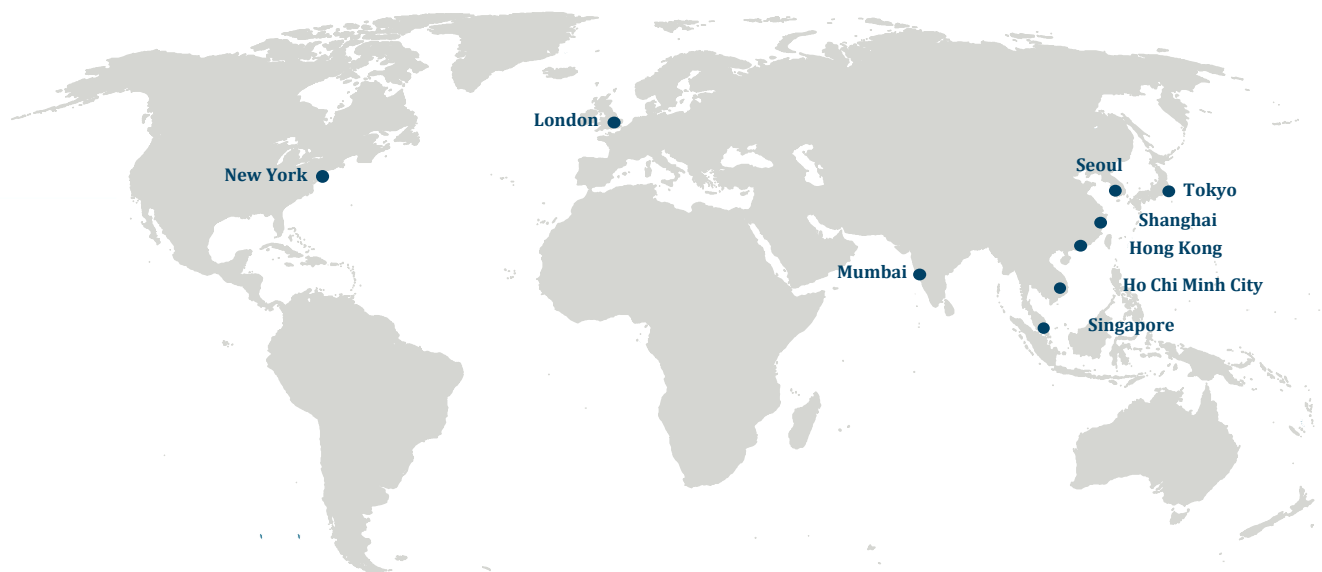 London
Seoul
New York
Tokyo
Shanghai
Hong Kong
Mumbai
Ho Chi Minh City
Singapore